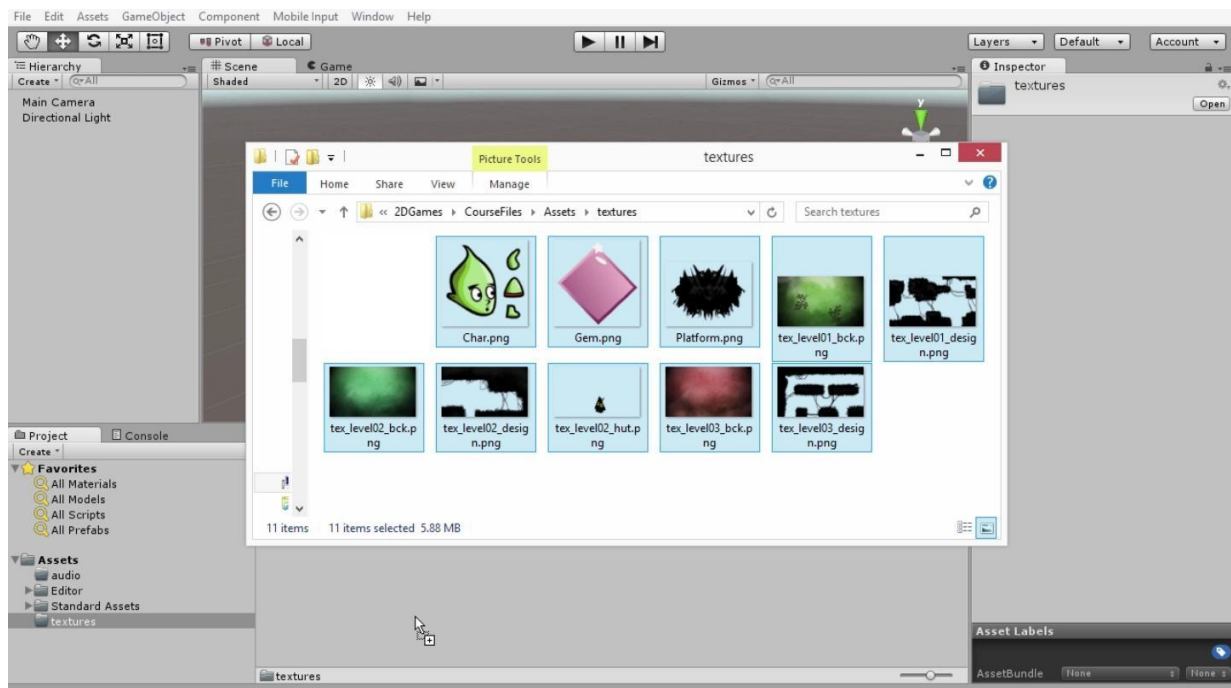 File Edit Assets GameObject Component Mobile Input Window Help
Pivot Local Layers Default Account
Hierarchy # Scene Game Inspector
Create All Shaded 2D Gizmos All textures
Open
Main Camera
Directional Light
y
Picture Tools textures
File Home Share View Manage
« 2DGames CourseFiles Assets textures Search textures
Char.png Gem.png Platform.png tex_level01_bck.p tex_level01_desig
ng n.png
tex_level02_bck.p tex_level02_desig tex_level02_hut.p tex_level03_bck.p tex_level03_desig
ng n.png ng ng n.png
11 items 11 items selected 5.88 MB
Project Console
Create
Favorites
All Materials
All Models
All Scripts
All Prefabs
Assets
audio
Editor
Standard Assets
textures
textures
Asset Labels
AssetBundle None None